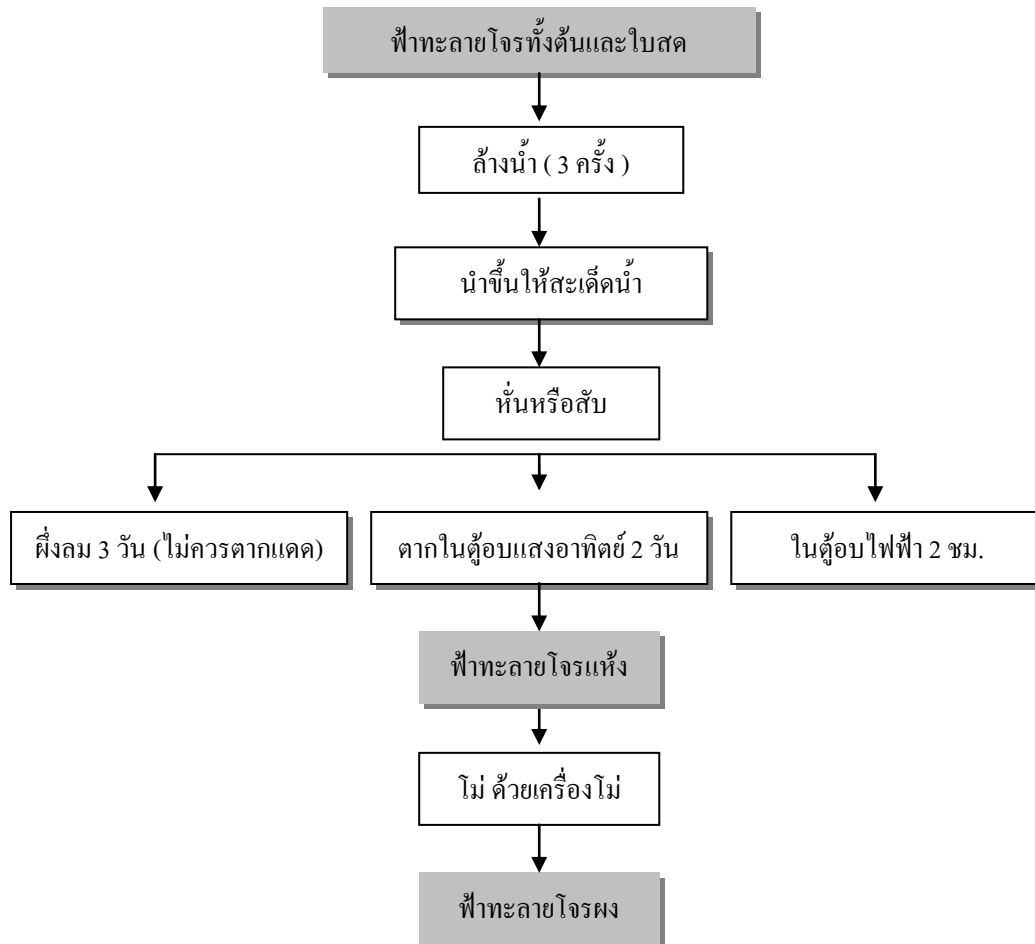 ฟ้าทะลายโจรทั้งต้นและใบสด
ล้างน้ำ ( 3 ครั้ง )
นำขึ้นให้สะเด็ดน้ำ
หั่นหรือสับ
ผึ่งลม 3 วัน (ไม่ควรตากแดด)
ตากในตู้อบแสงอาทิตย์ 2 วัน
ในตู้อบไฟฟ้า 2 ชม.
ฟ้าทะลายโจรแห้ง
โม่ ด้วยเครื่องโม่
ฟ้าทะลายโจรผง